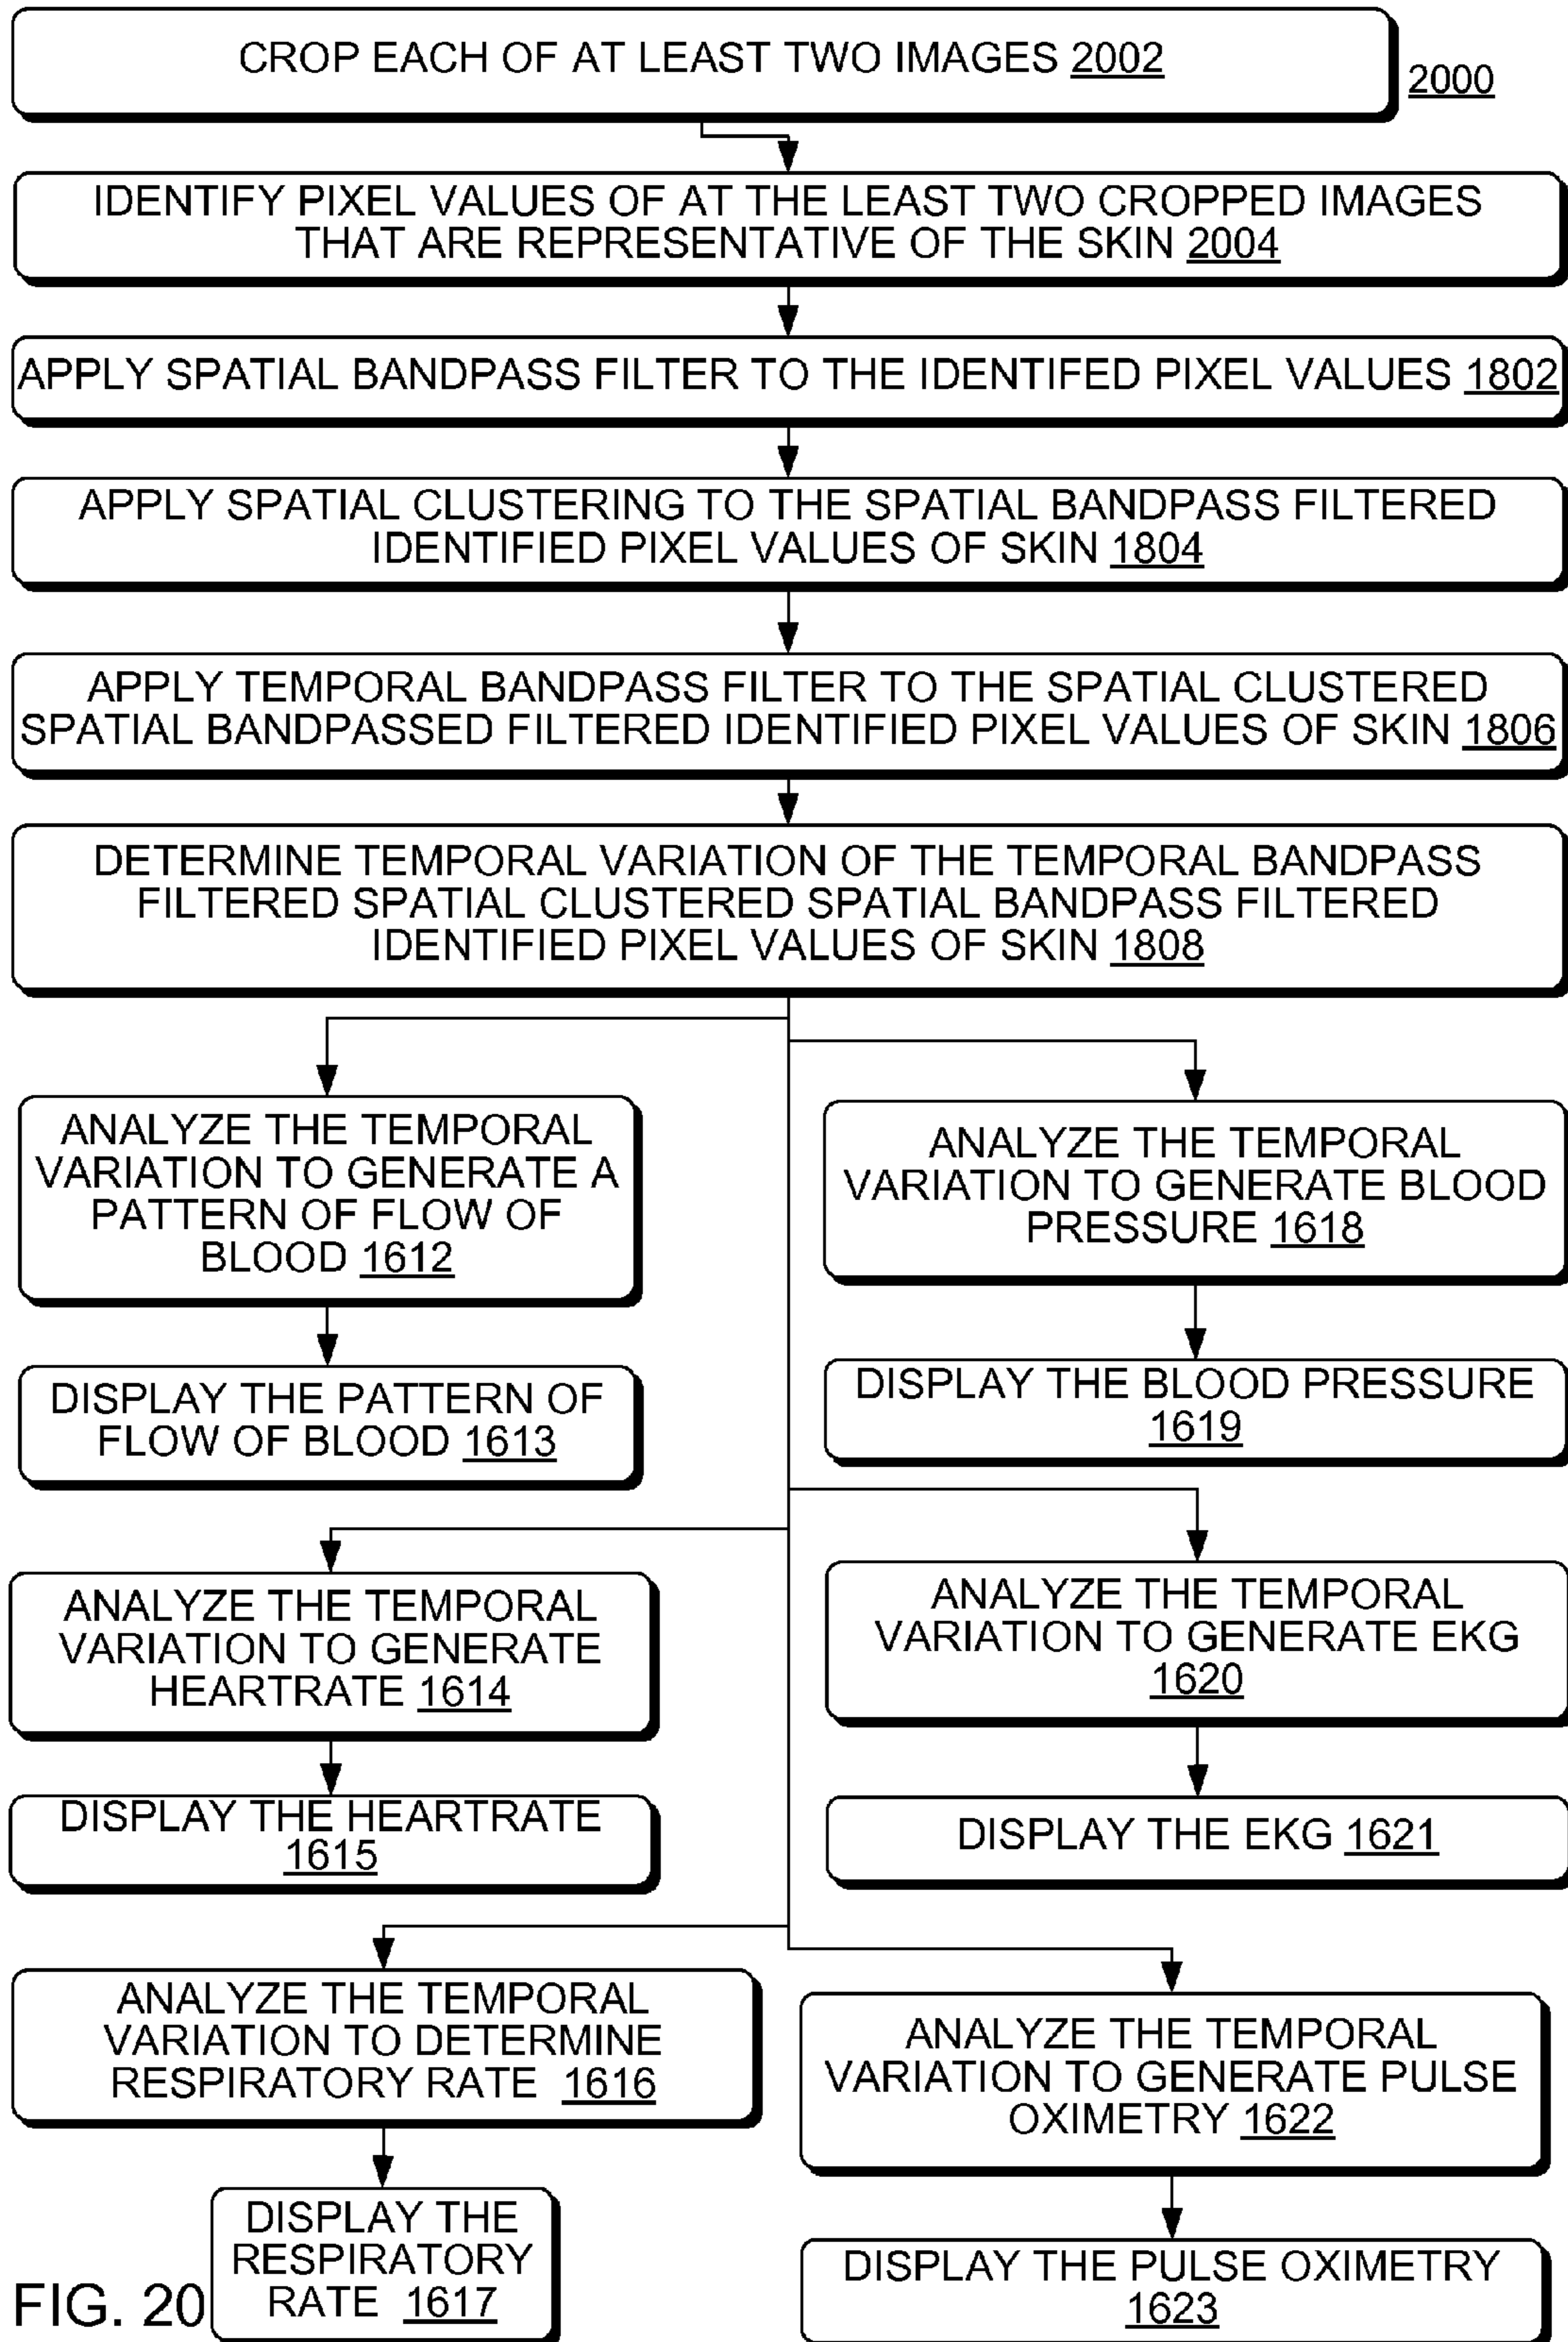 CROP EACH OF AT LEAST TWO IMAGES 2002
2000
IDENTIFY PIXEL VALUES OF AT THE LEAST TWO CROPPED IMAGES
THAT ARE REPRESENTATIVE OF THE SKIN 2004
APPLY SPATIAL BANDPASS FILTER TO THE IDENTIFED PIXEL VALUES 1802
APPLY SPATIAL CLUSTERING TO THE SPATIAL BANDPASS FILTERED
IDENTIFIED PIXEL VALUES OF SKIN 1804
APPLY TEMPORAL BANDPASS FILTER TO THE SPATIAL CLUSTERED
SPATIAL BANDPASSED FILTERED IDENTIFIED PIXEL VALUES OF SKIN 1806
DETERMINE TEMPORAL VARIATION OF THE TEMPORAL BANDPASS
FILTERED SPATIAL CLUSTERED SPATIAL BANDPASS FILTERED
IDENTIFIED PIXEL VALUES OF SKIN 1808
ANALYZE THE TEMPORAL
VARIATION TO GENERATE A
PATTERN OF FLOW OF
BLOOD 1612
ANALYZE THE TEMPORAL
VARIATION TO GENERATE BLOOD
PRESSURE 1618
DISPLAY THE PATTERN OF
FLOW OF BLOOD 1613
DISPLAY THE BLOOD PRESSURE
1619
ANALYZE THE TEMPORAL
VARIATION TO GENERATE
HEARTRATE 1614
ANALYZE THE TEMPORAL
VARIATION TO GENERATE EKG
1620
DISPLAY THE HEARTRATE
1615
DISPLAY THE EKG 1621
ANALYZE THE TEMPORAL
VARIATION TO DETERMINE
RESPIRATORY RATE 1616
ANALYZE THE TEMPORAL
VARIATION TO GENERATE PULSE
OXIMETRY 1622
DISPLAY THE
RESPIRATORY
RATE 1617
DISPLAY THE PULSE OXIMETRY
1623
FIG. 20